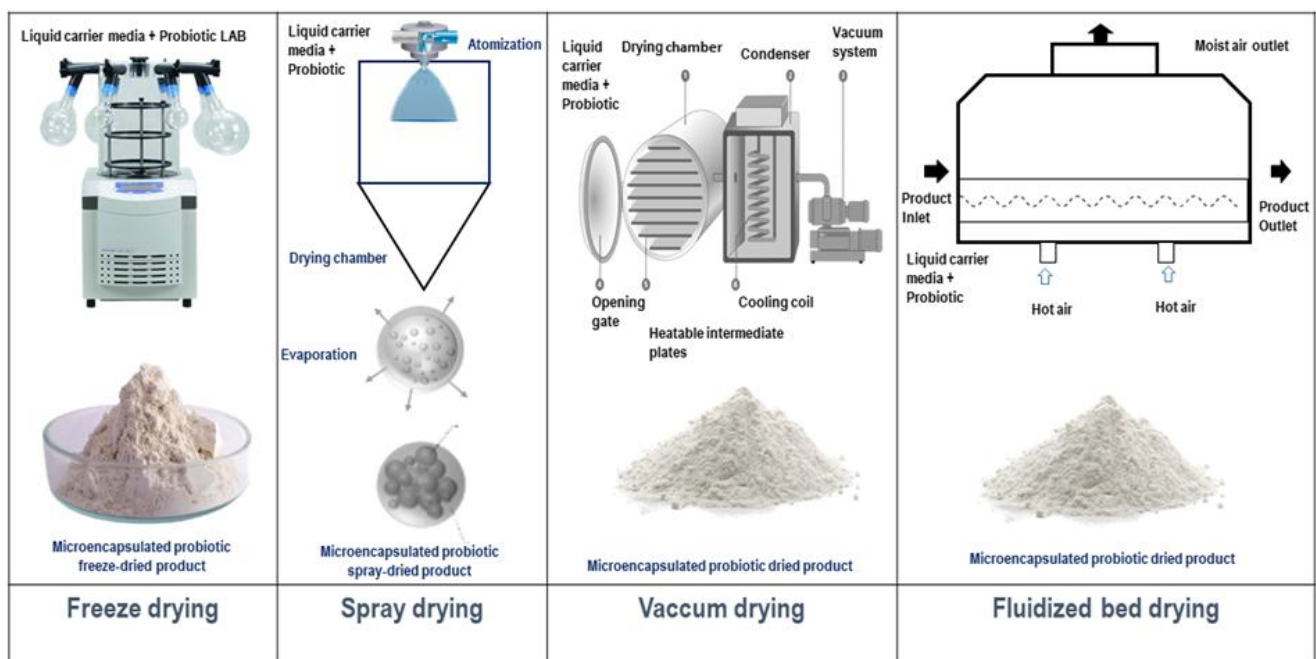 Liquid carrier media + Probiotic LAB
Microencapsulated probiotic
freeze-dried product
Freeze drying
Liquid carrier
media +
Probiotic
Atomization
Drying chamber
Evaporation
Microencapsulated probiotic
spray-dried product
Spray drying
Liquid
carrier
media +
Probiotic
Drying chamber
Condenser
Vacuum
system
Opening
gate
Cooling coil
Heatable intermediate
plates
Microencapsulated probiotic dried product
Vaccum drying
Moist air outlet
Product
Inlet
Product
Outlet
Liquid carrier
media +
Probiotic
Hot air
Hot air
Microencapsulated probiotic dried product
Fluidized bed drying